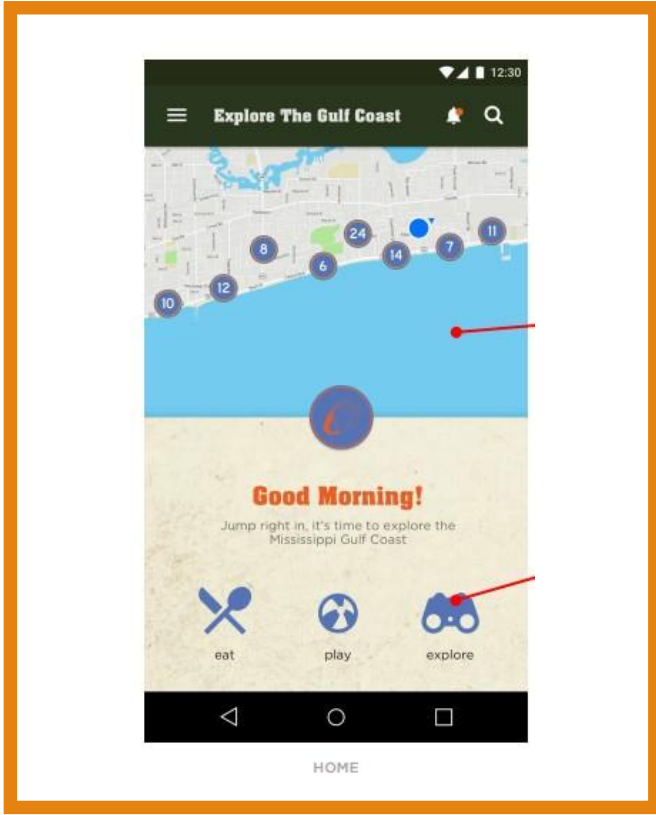 12:30
Explore The Gulf Coast
11
24
8
7
14
6
12
10
Good Morning!
Jump right in, it's time to explore the
Mississippi Gulf Coast
eat
play
explore
HOME